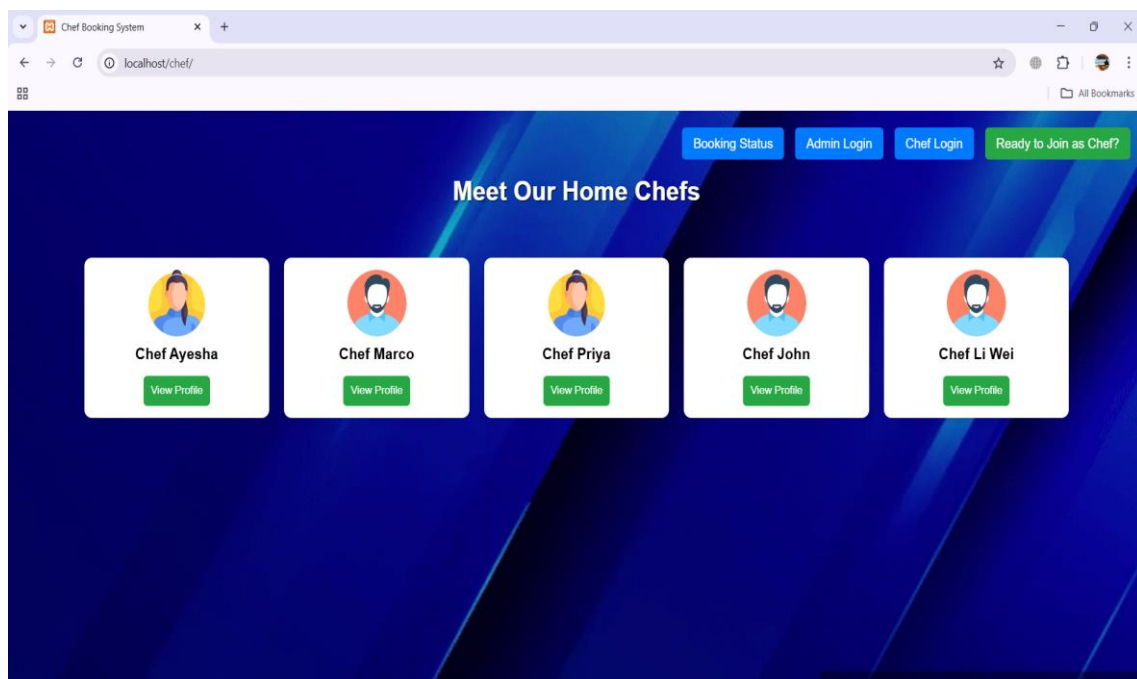 Chef Booking System
localhost/chef/
All Bookmarks
Booking Status Admin Login Chef Login Ready to Join as Chef?
Meet Our Home Chefs
Chef Ayesha Chef Marco Chef Priya Chef John Chef Li Wei
View Profile View Profile View Profile View Profile View Profile